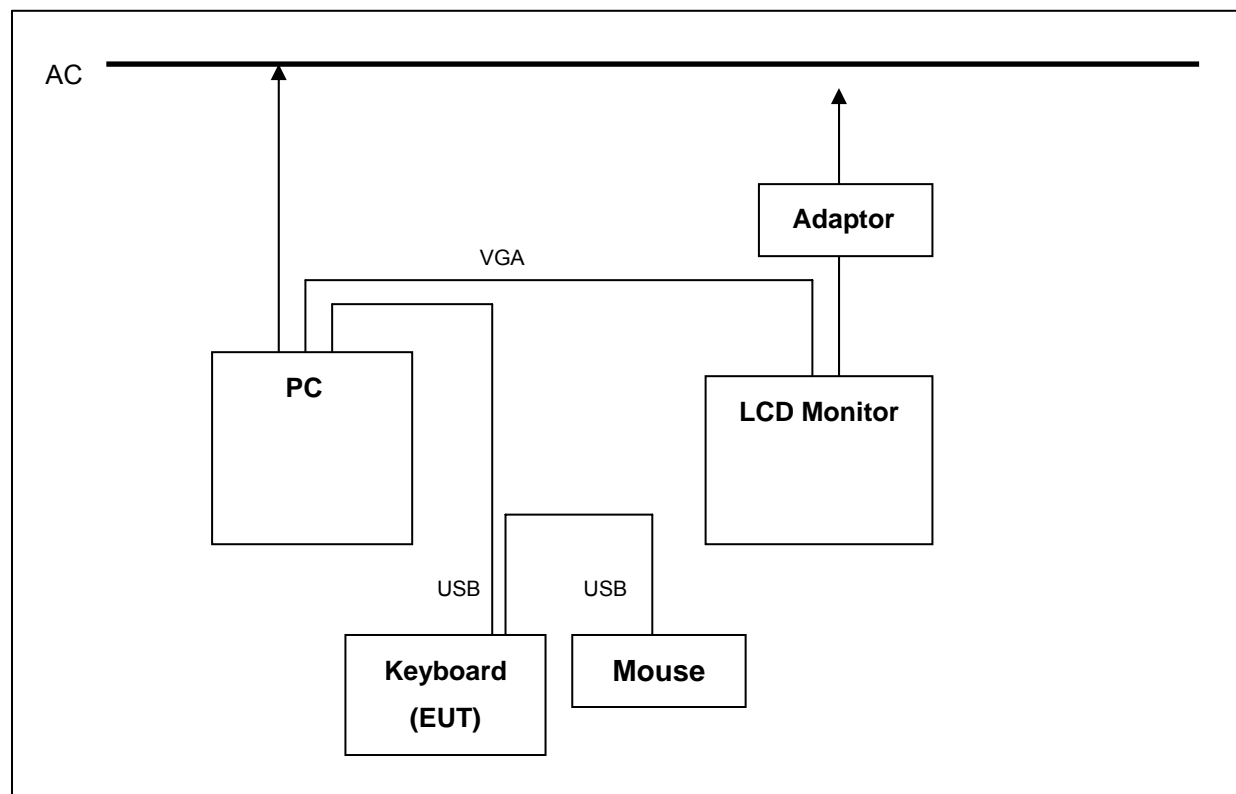 AC
Adaptor
VGA
PC
LCD Monitor
USB
USB
Keyboard
(EUT)
Mouse